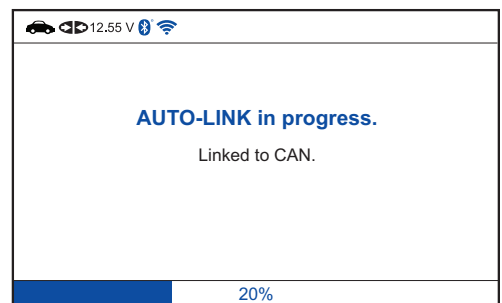 12.55 V
AUTO-LINK in progress.
Linked to CAN.
20%